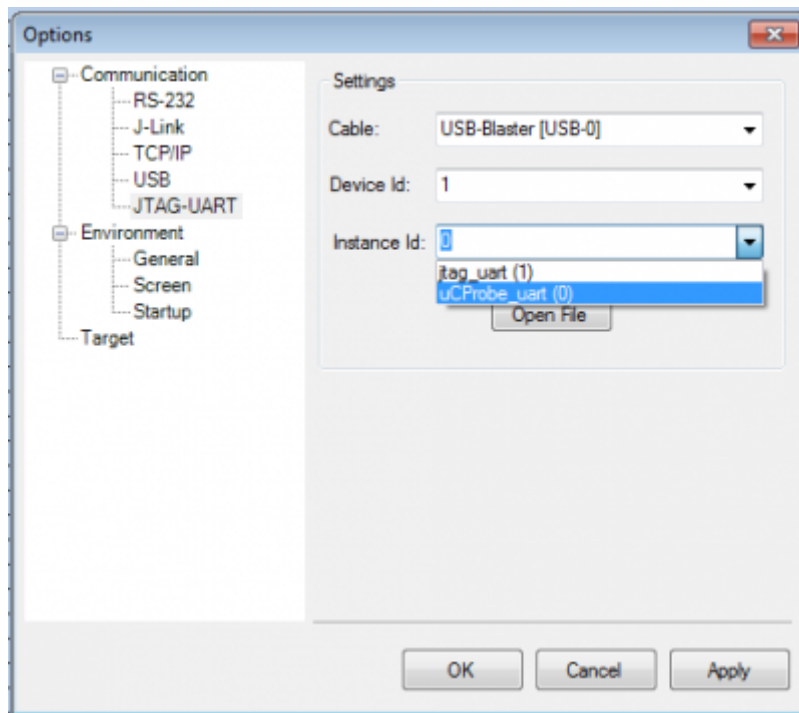 Options
Communication
RS-232
J-Link
TCP/IP
USB
JTAG-UART
Environment
General
Screen
Startup
Target
Settings
Cable: USB-Blaster [USB-0]
Device Id: 1
Instance Id: 0
jtag_uart (1)
uCProbe_uart (0)
Open File
OK Cancel Apply